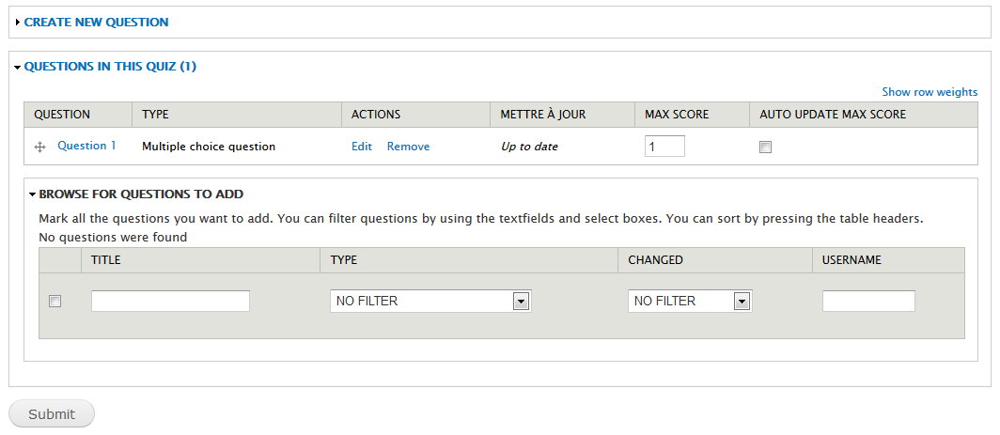 CREATE NEW QUESTION
QUESTIONS IN THIS QUIZ (1)
Show row weights
QUESTION TYPE ACTIONS METTRE À JOUR MAX SCORE AUTO UPDATE MAX SCORE
Question 1 Multiple choice question Edit Remove Up to date 1
BROWSE FOR QUESTIONS TO ADD
Mark all the questions you want to add. You can filter questions by using the textfields and select boxes. You can sort by pressing the table headers.
No questions were found
TITLE TYPE CHANGED USERNAME
NO FILTER NO FILTER
Submit